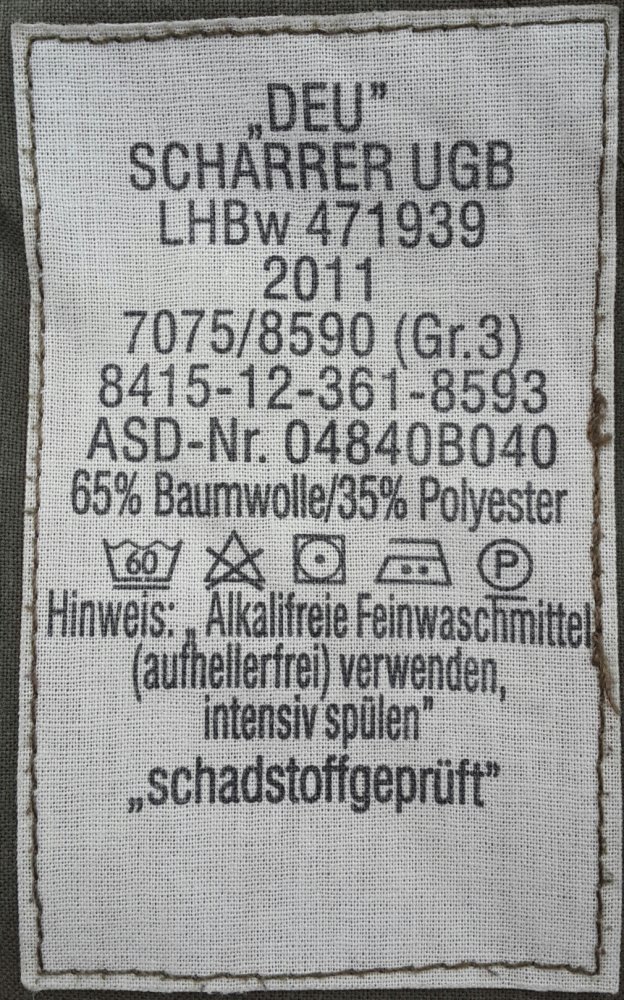 „DEU”
SCHARRER UGB
LHBw 471939
2011
7075/8590 (Gr.3)
8415-12-361-8593
ASD-Nr. 04840B040
65% Baumwolle/35% Polyester
60 P
Hinweis: „ Alkalifreie Feinwaschmittel
(aufhellerfrei) verwenden,
intensiv spülen”
„schadstoffgeprüft”